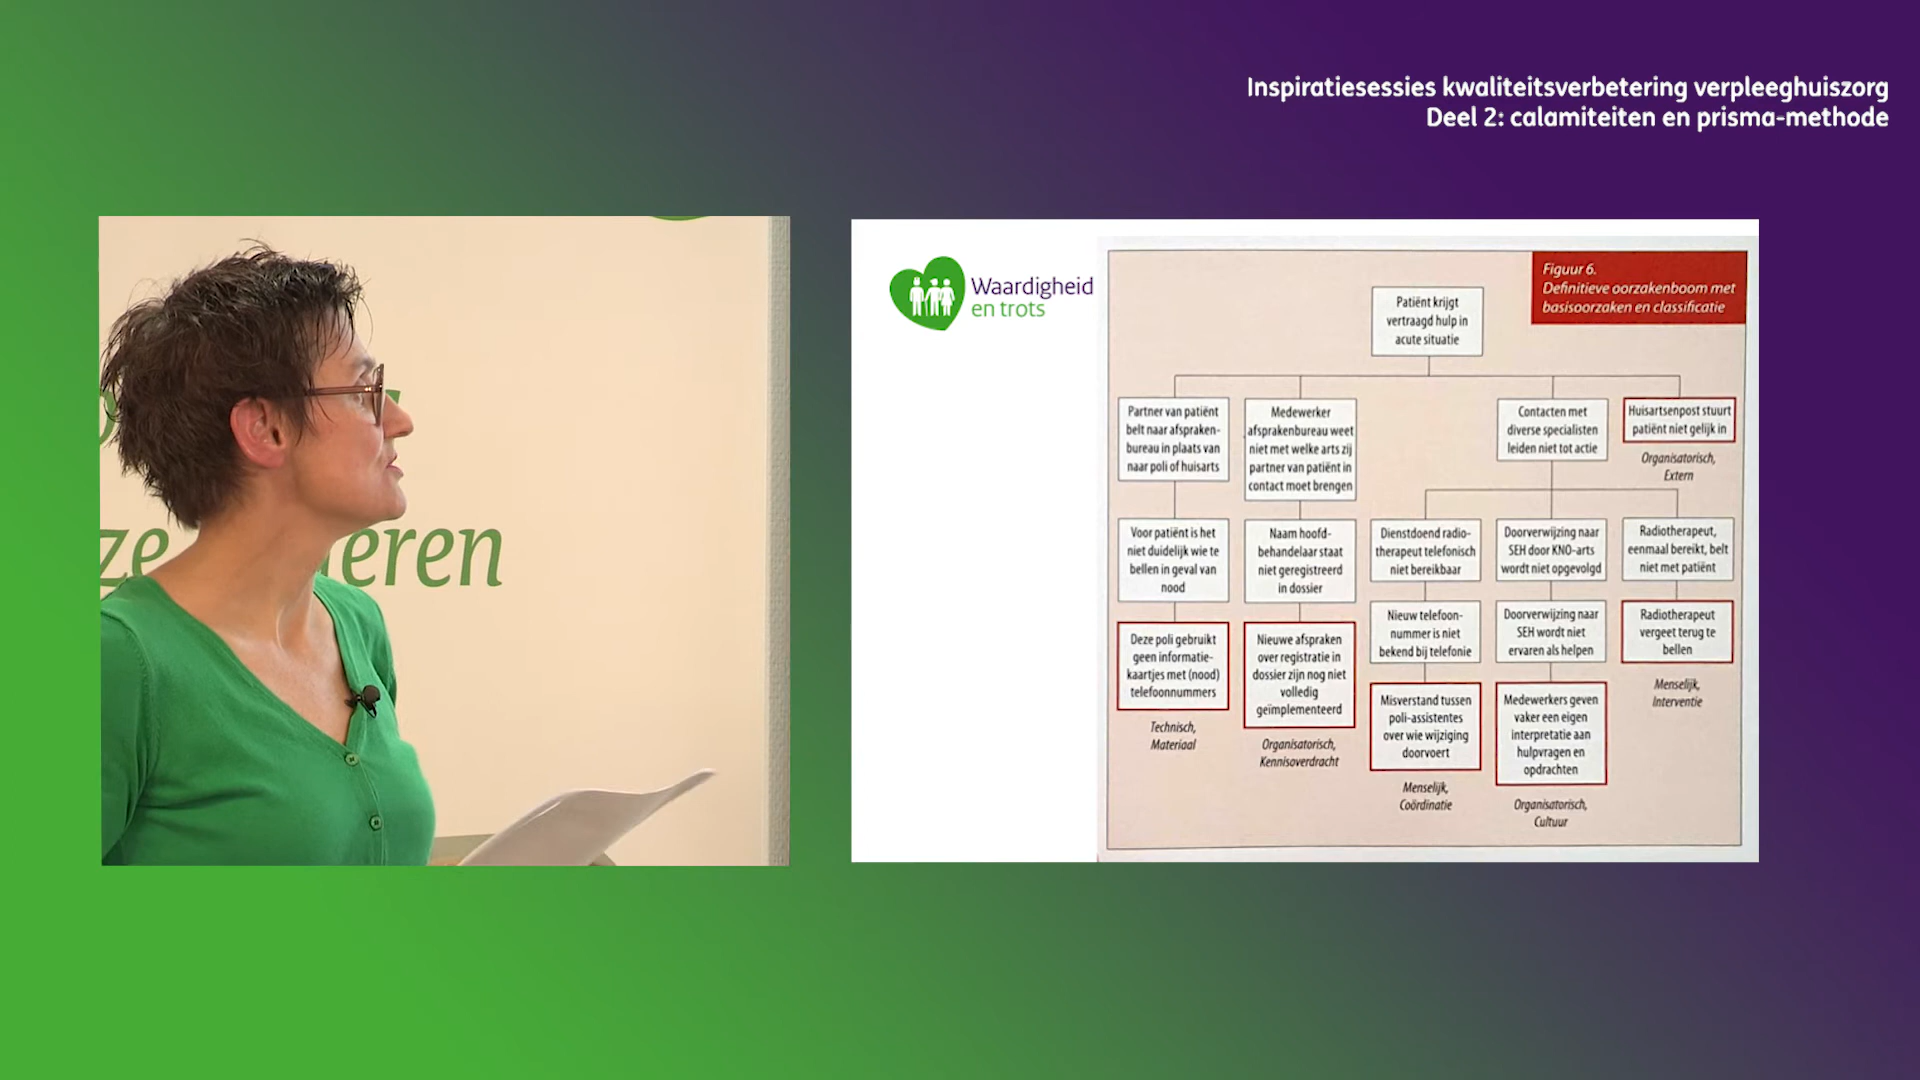 Inspiratiesessies kwaliteitsverbetering verpleeghuiszorg
Deel 2: calamiteiten en prisma-methode
Waardigheid
en trots
Figuur 6.
Definitieve oorzakenboom met
basisoorzaken en classificatie
Patiënt krijgt
vertraagd hulp in
acute situatie
Partner van patiënt
belt naar afspraken-
bureau in plaats van
naar poli of huisarts
Medewerker
afsprakenbureau weet
niet met welke arts zij
partner van patiënt in
contact moet brengen
Contacten met
diverse specialisten
leiden niet tot actie
Huisartsenpost stuurt
patiënt niet gelijk in
Organisatorisch,
Extern
Voor patiënt is het
niet duidelijk wie te
bellen in geval van
nood
Naam hoofd-
behandelaar staat
niet geregistreerd
in dossier
Dienstdoend radio-
therapeut telefonisch
niet bereikbaar
Doorverwijzing naar
SEH door KNO-arts
wordt niet opgevolgd
Radiotherapeut,
eenmaal bereikt, belt
niet met patiënt
Deze poli gebruikt
geen informatie-
kaartjes met (nood)
telefoonnummers
Technisch,
Materiaal
Nieuwe afspraken
over registratie in
dossier zijn nog niet
volledig
geïmplementeerd
Organisatorisch,
Kennisoverdracht
Nieuw telefoon-
nummer is niet
bekend bij telefonie
Misverstand tussen
poli-assistentes
over wie wijziging
doorvoert
Menselijk,
Coördinatie
Doorverwijzing naar
SEH wordt niet
ervaren als helpen
Medewerkers geven
vaker een eigen
interpretatie aan
hulpvragen en
opdrachten
Organisatorisch,
Cultuur
Radiotherapeut
vergeet terug te
bellen
Menselijk,
Interventie
ze
eren